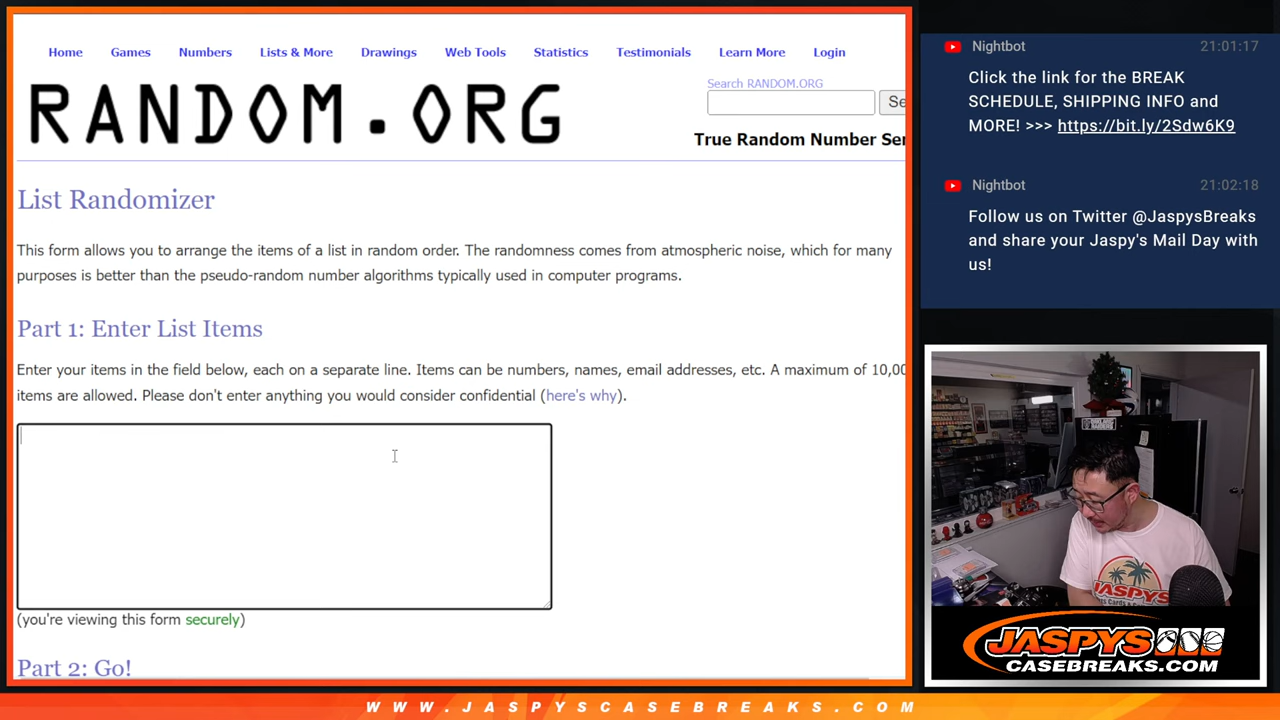 Home Games Numbers Lists & More Drawings Web Tools Statistics Testimonials Learn More Login
RANDOM.ORG
Search RANDOM.ORG
Se
True Random Number Ser
List Randomizer
This form allows you to arrange the items of a list in random order. The randomness comes from atmospheric noise, which for many
purposes is better than the pseudo-random number algorithms typically used in computer programs.
Part 1: Enter List Items
Enter your items in the field below, each on a separate line. Items can be numbers, names, email addresses, etc. A maximum of 10,00
items are allowed. Please don't enter anything you would consider confidential (here's why).
(you're viewing this form securely)
Part 2: Go!
Nightbot 21:01:17
Click the link for the BREAK
SCHEDULE, SHIPPING INFO and
MORE! >>> https://bit.ly/2Sdw6K9
Nightbot 21:02:18
Follow us on Twitter @JaspysBreaks
and share your Jaspy's Mail Day with
us!
JASPYS
JASPYS
CASEBREAKS.COM
WWW.JASPYSCASEBREAKS.COM